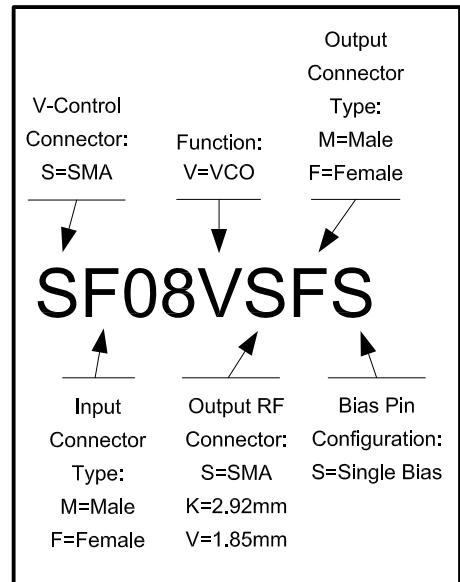 V-Control
Connector:
S=SMA
Function:
V=VCO
Output
Connector
Type:
M=Male
F=Female
SF08VSFS
Input
Connector
Type:
M=Male
F=Female
Output RF
Connector:
S=SMA
K=2.92mm
V=1.85mm
Bias Pin
Configuration:
S=Single Bias